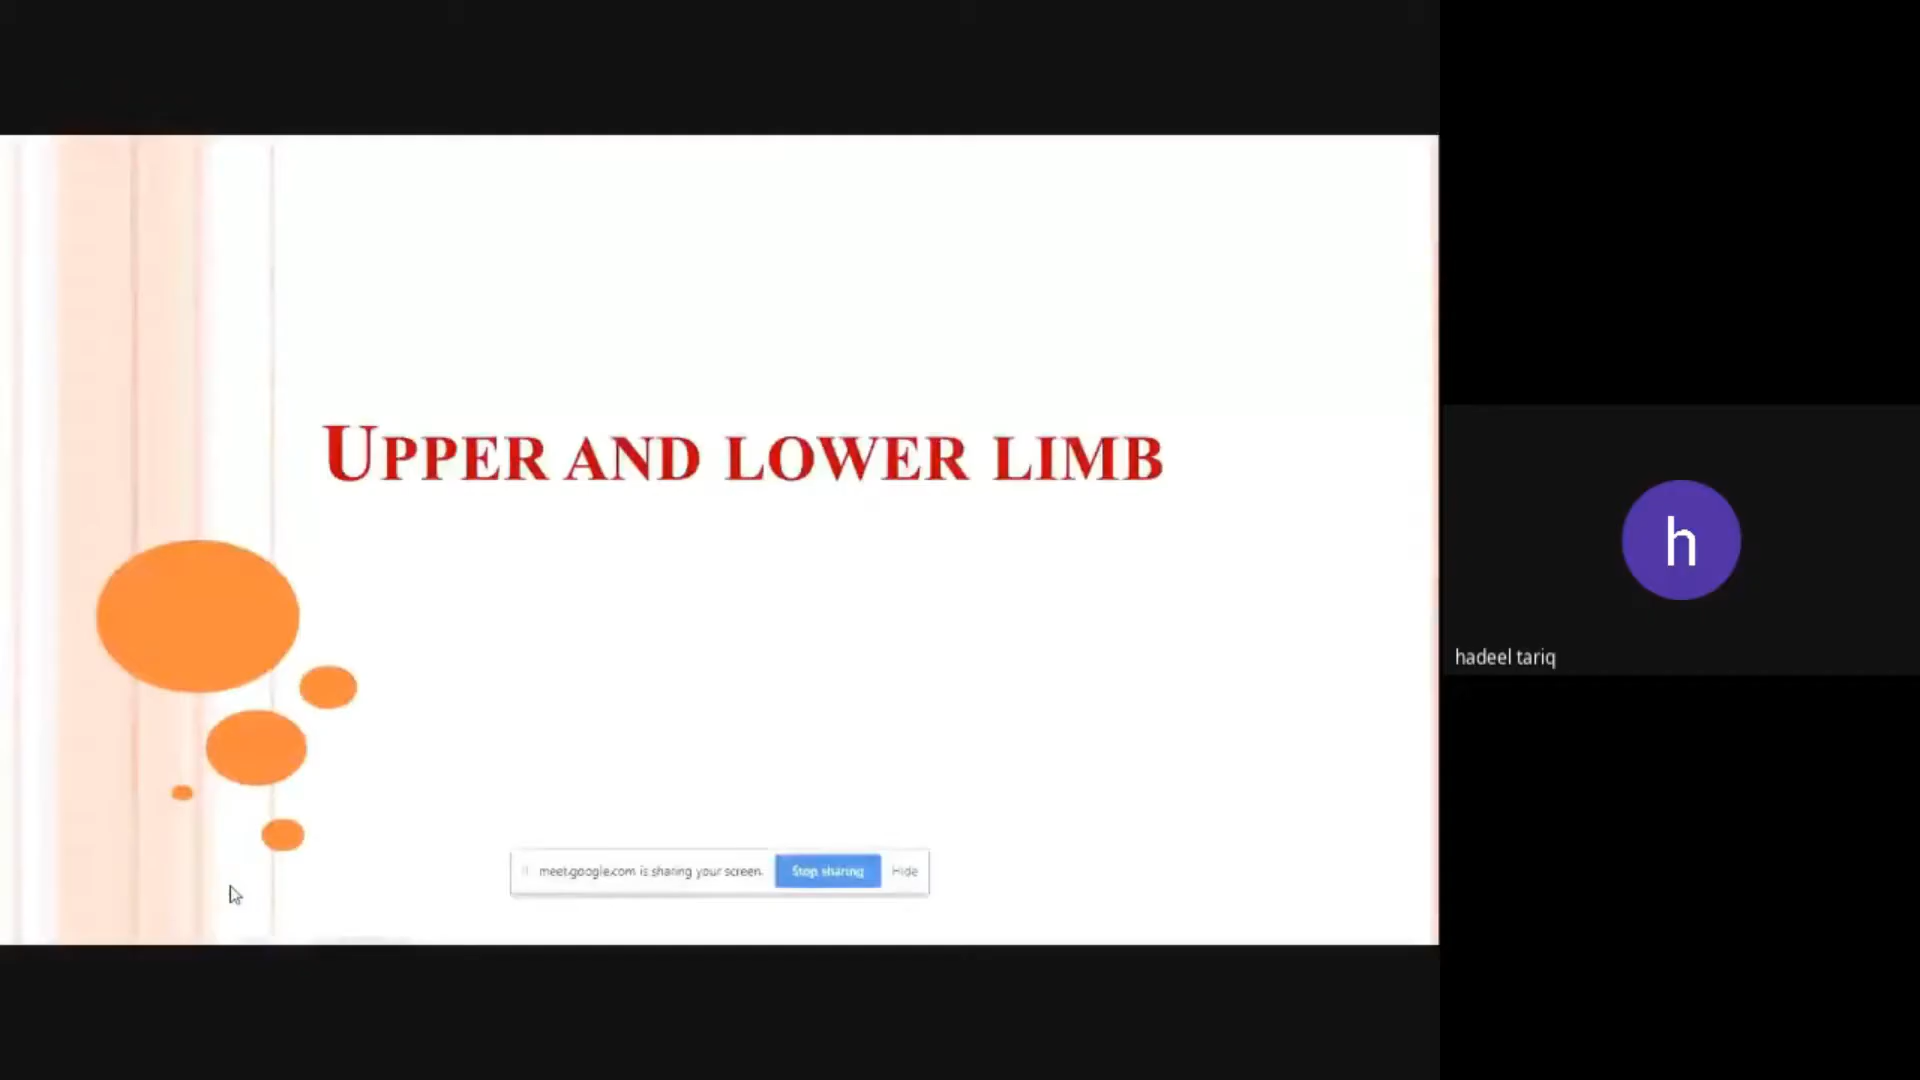 UPPER AND LOWER LIMB
meet.google.com is sharing your screen.
Stop sharing
Hide
h
hadeel tariq